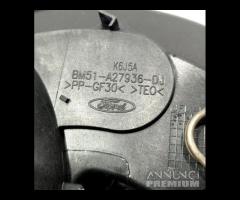 K6J5A
BM51-A27936-DJ
>PP-GF30< >TEO<
Ford
ANNUNCI
PREMIUM